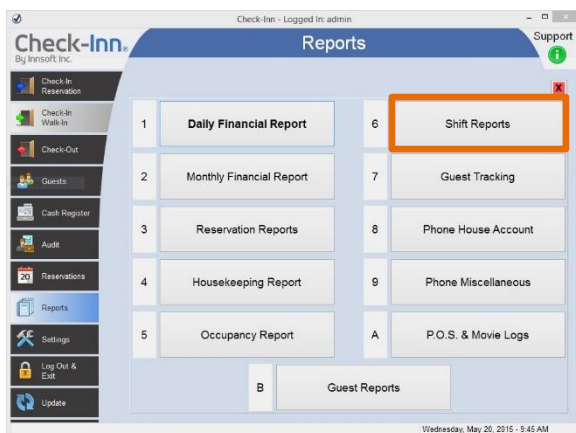 Check-Inn - Logged In: admin
Check-Inn®
By Innsoft Inc.
Reports
Support
i
X
Check-In
Reservation
Check-In
Walk-In
Check-Out
Guests
Cash Register
Audit
20
Reservations
Reports
Settings
Log Out &
Exit
Update
1 Daily Financial Report
6 Shift Reports
2 Monthly Financial Report
7 Guest Tracking
3 Reservation Reports
8 Phone House Account
4 Housekeeping Report
9 Phone Miscellaneous
5 Occupancy Report
A P.O.S. & Movie Logs
B Guest Reports
Wednesday, May 20, 2015 - 9:45 AM